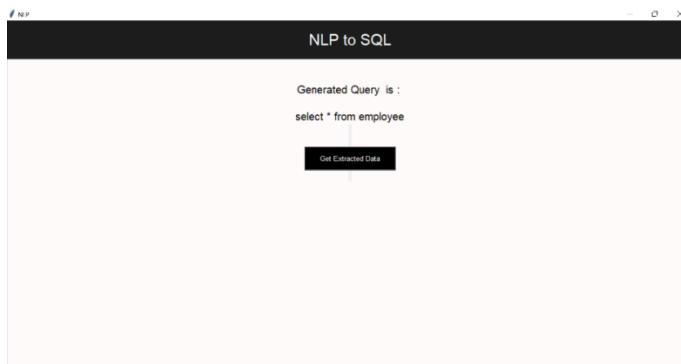 NLP
NLP to SQL
Generated Query is :
select * from employee
Get Extracted Data